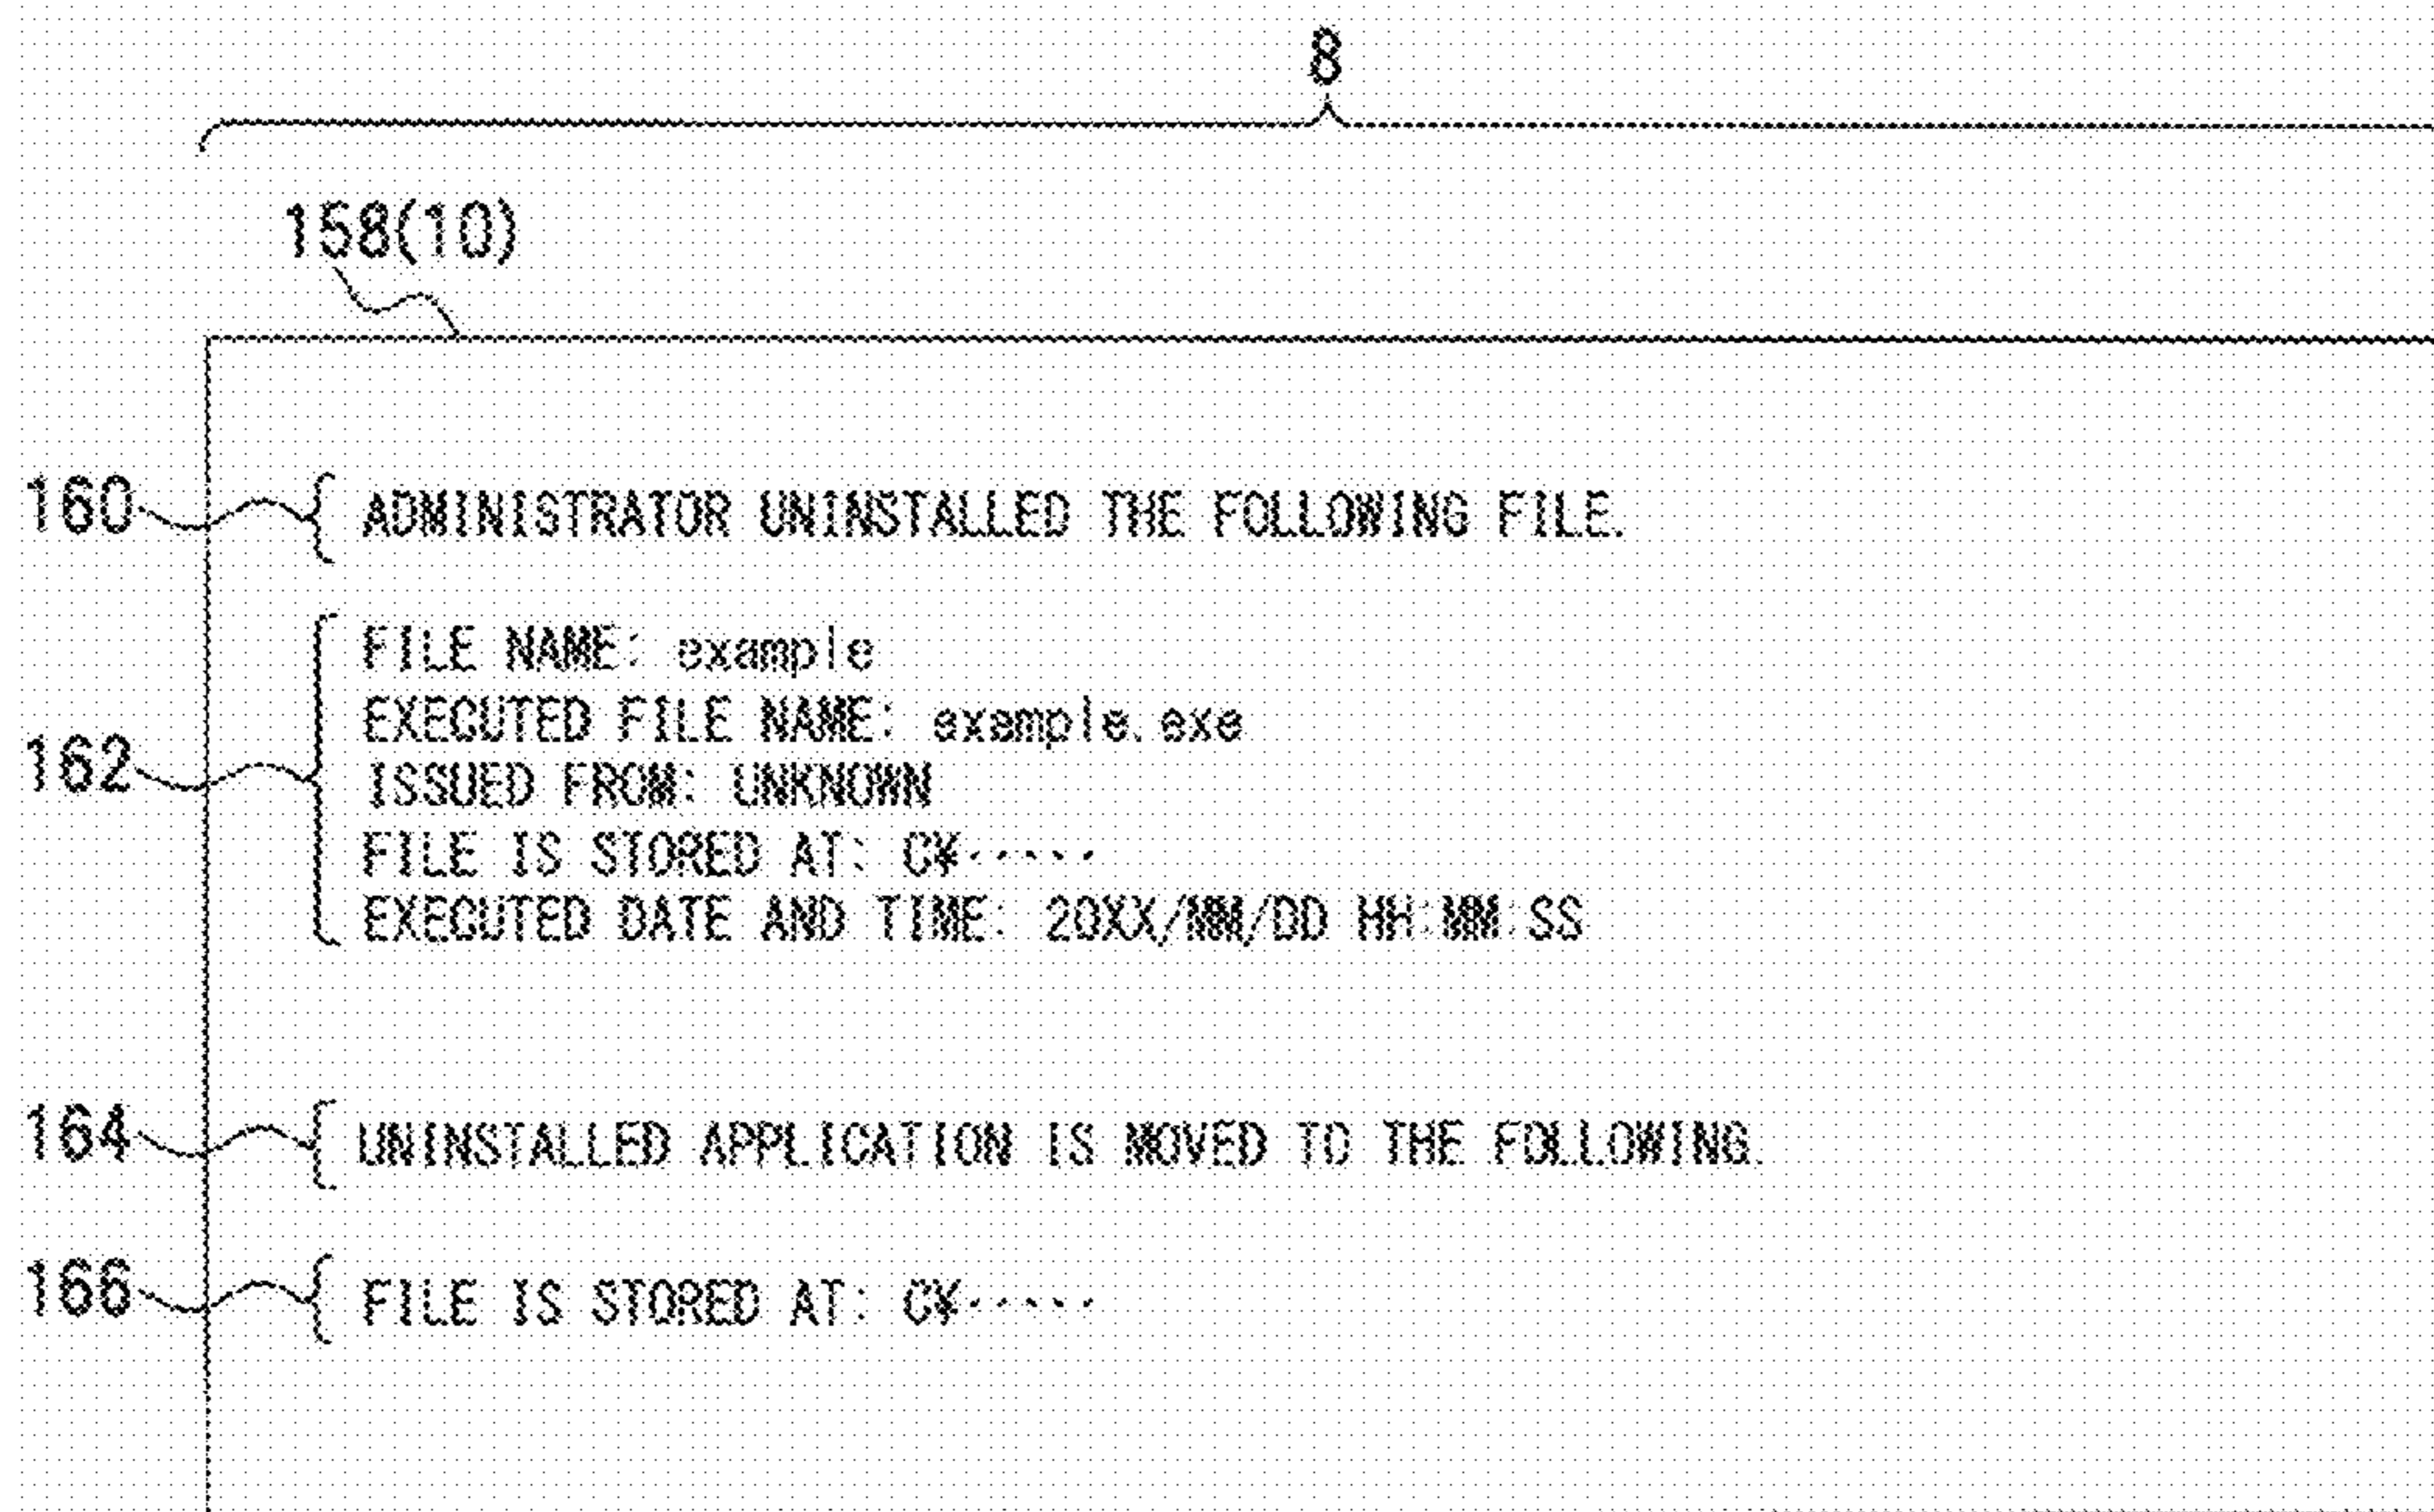 8
158(10)
160 ADMINISTRATOR UNINSTALLED THE FOLLOWING FILE.
FILE NAME: example
EXECUTED FILE NAME: example.exe
162 ISSUED FROM: UNKNOWN
FILE IS STORED AT: C¥·····
EXECUTED DATE AND TIME: 20XX/MM/DD HH:MM:SS
164 UNINSTALLED APPLICATION IS MOVED TO THE FOLLOWING.
166 FILE IS STORED AT: C¥·····